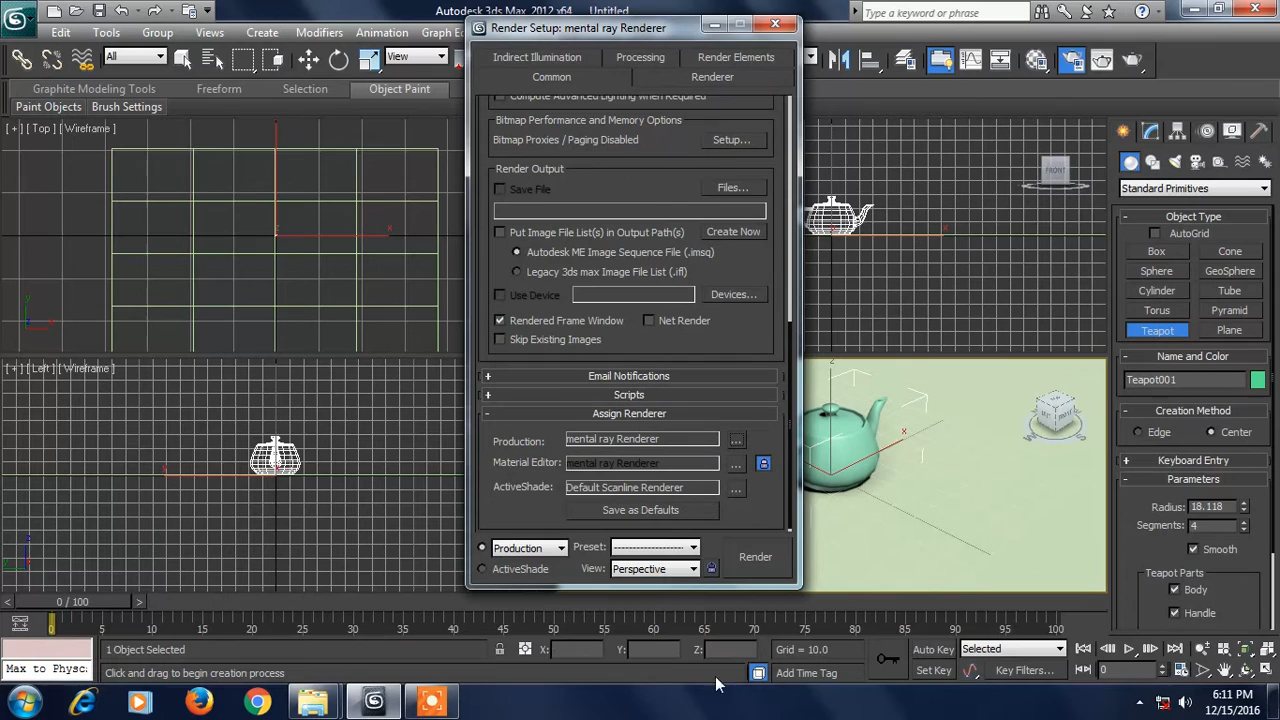 Autodesk 3ds Max 2012 x64
Untitled
Type a keyword or phrase
Render Setup: mental ray Renderer
Edit
Tools
Group
Views
Create
Modifiers
Animation
Graph Ed
All
View
Graphite Modeling Tools
Freeform
Selection
Object Paint
Paint Objects
Brush Settings
Indirect Illumination
Processing
Render Elements
Common
Renderer
Compute Advanced Lighting when Required
Bitmap Performance and Memory Options
Bitmap Proxies / Paging Disabled
Setup...
Render Output
Save File
Files...
Put Image File List(s) in Output Path(s)
Create Now
Autodesk ME Image Sequence File (.imsq)
Legacy 3ds max Image File List (.ifl)
Use Device
Devices...
Rendered Frame Window
Net Render
Skip Existing Images
+ Email Notifications
+ Scripts
- Assign Renderer
Production: mental ray Renderer ...
Material Editor: mental ray Renderer ...
ActiveShade: Default Scanline Renderer ...
Save as Defaults
Production
Preset: --------------------
Render
ActiveShade
View: Perspective
[ + ] [ Top ] [ Wireframe ]
[ + ] [ Left ] [ Wireframe ]
FRONT
Standard Primitives
- Object Type
AutoGrid
Box
Cone
Sphere
GeoSphere
Cylinder
Tube
Torus
Pyramid
Teapot
Plane
- Name and Color
Teapot001
- Creation Method
Edge
Center
+ Keyboard Entry
- Parameters
Radius: 18.118
Segments: 4
Smooth
Teapot Parts
Body
Handle
0 / 100
0 5 10 15 20 25 30 35 40 45 50 55 60 65 70 75 80 85 90 95 100
1 Object Selected
X:
Y:
Z:
Grid = 10.0
Auto Key
Selected
Max to Physc
Click and drag to begin creation process
Add Time Tag
Set Key
Key Filters...
0
6:11 PM
12/15/2016